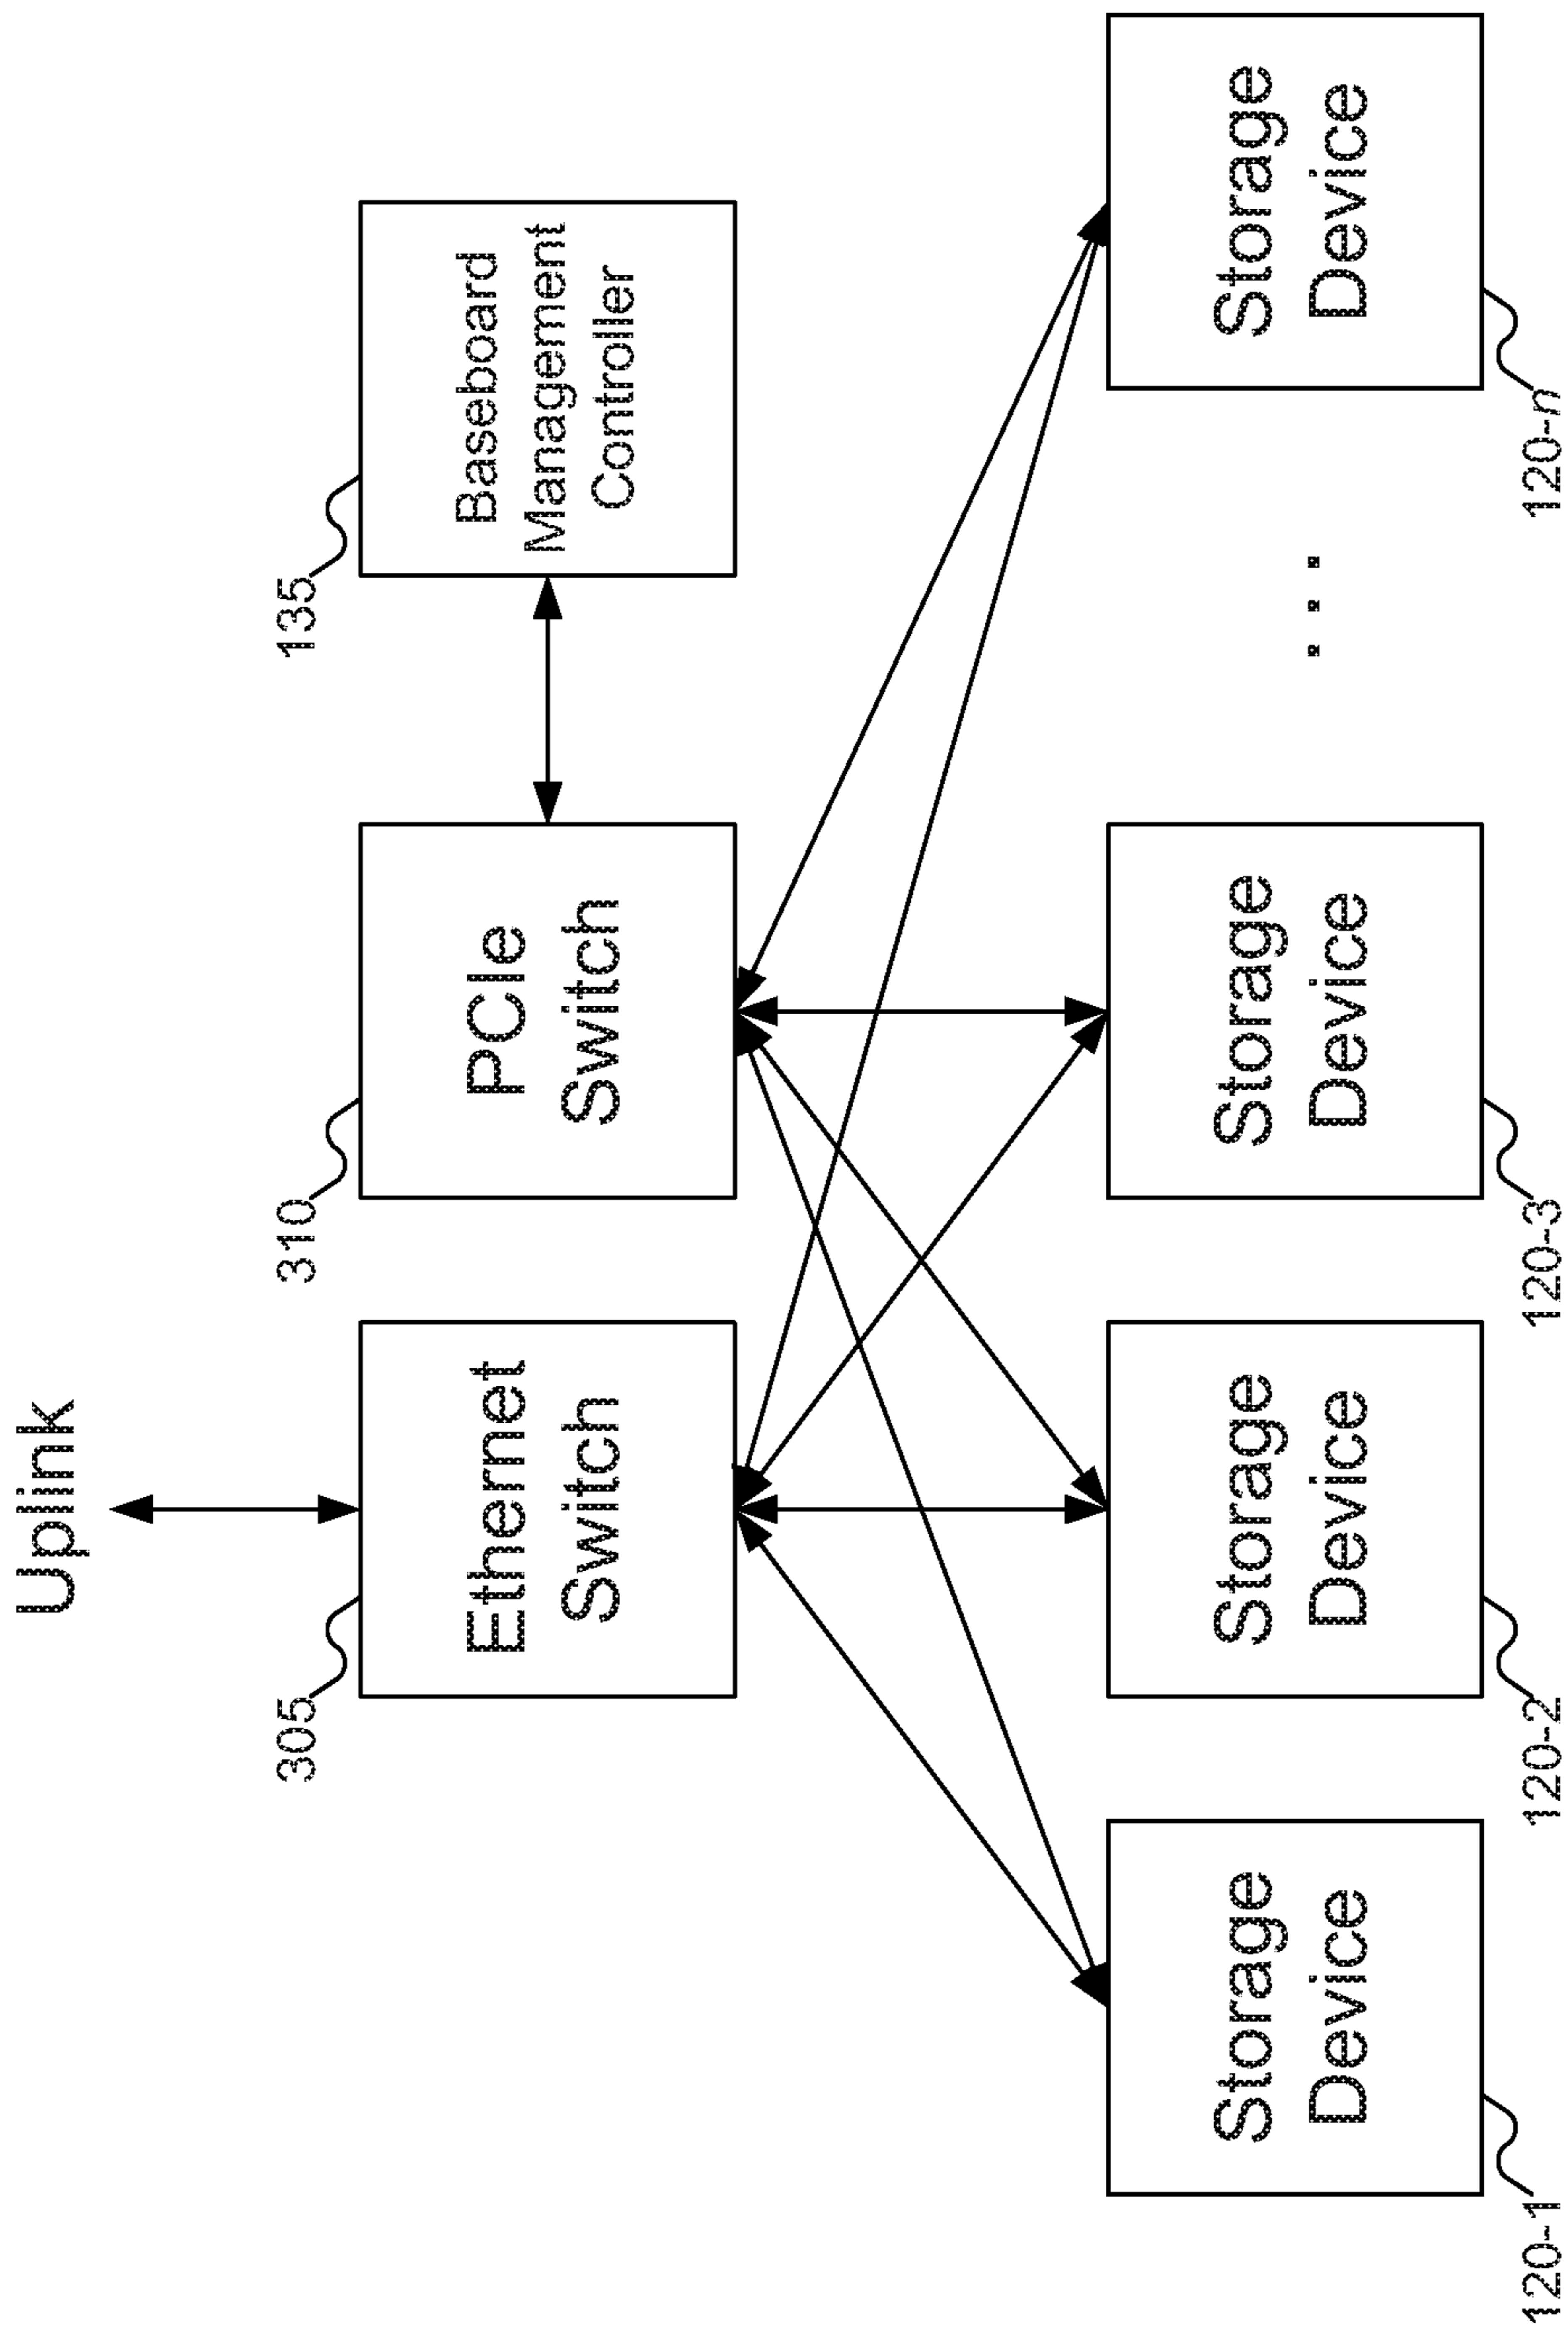 Uplink
305
310
135
Ethernet
Switch
PCIe
Switch
Baseboard
Management
Controller
Storage
Device
Storage
Device
Storage
Device
. . .
Storage
Device
120-1
120-2
120-3
120-n